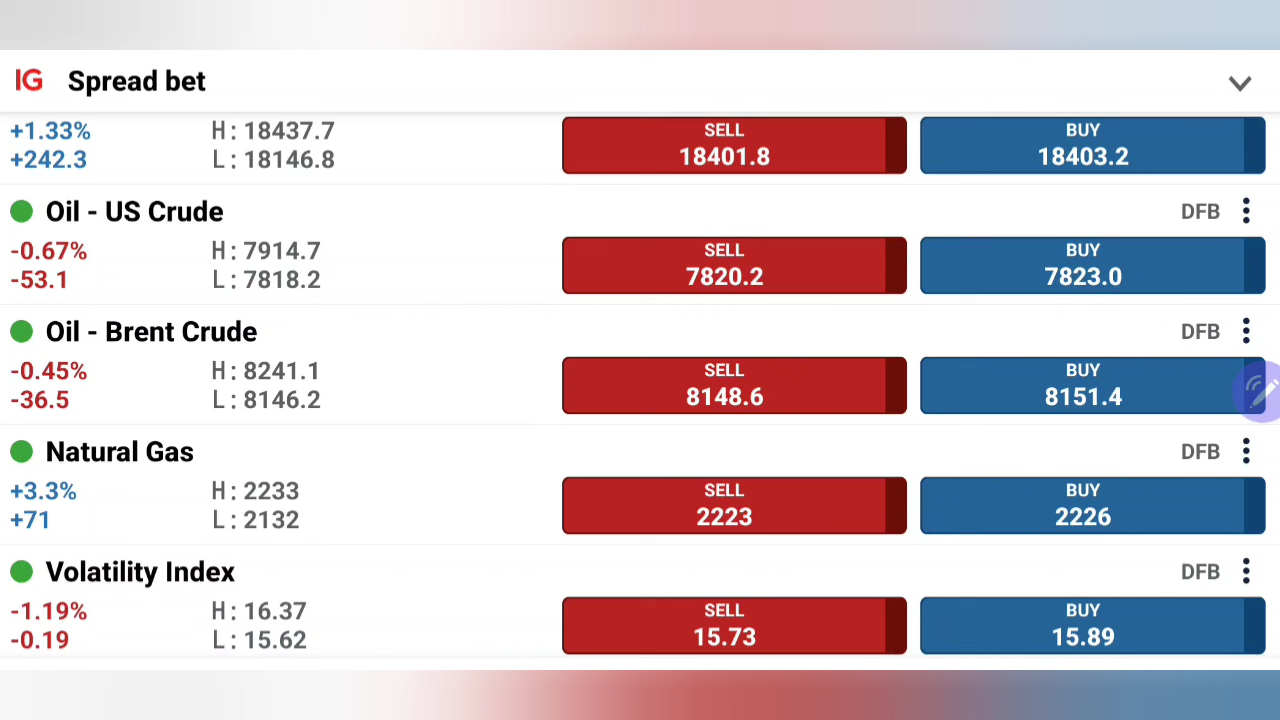 IG Spread bet
+1.33% H: 18437.7 SELL BUY
+242.3 L: 18146.8 18401.8 18403.2
Oil - US Crude DFB
-0.67% H: 7914.7 SELL BUY
-53.1 L: 7818.2 7820.2 7823.0
Oil - Brent Crude DFB
-0.45% H: 8241.1 SELL BUY
-36.5 L: 8146.2 8148.6 8151.4
Natural Gas DFB
+3.3% H: 2233 SELL BUY
+71 L: 2132 2223 2226
Volatility Index DFB
-1.19% H: 16.37 SELL BUY
-0.19 L: 15.62 15.73 15.89